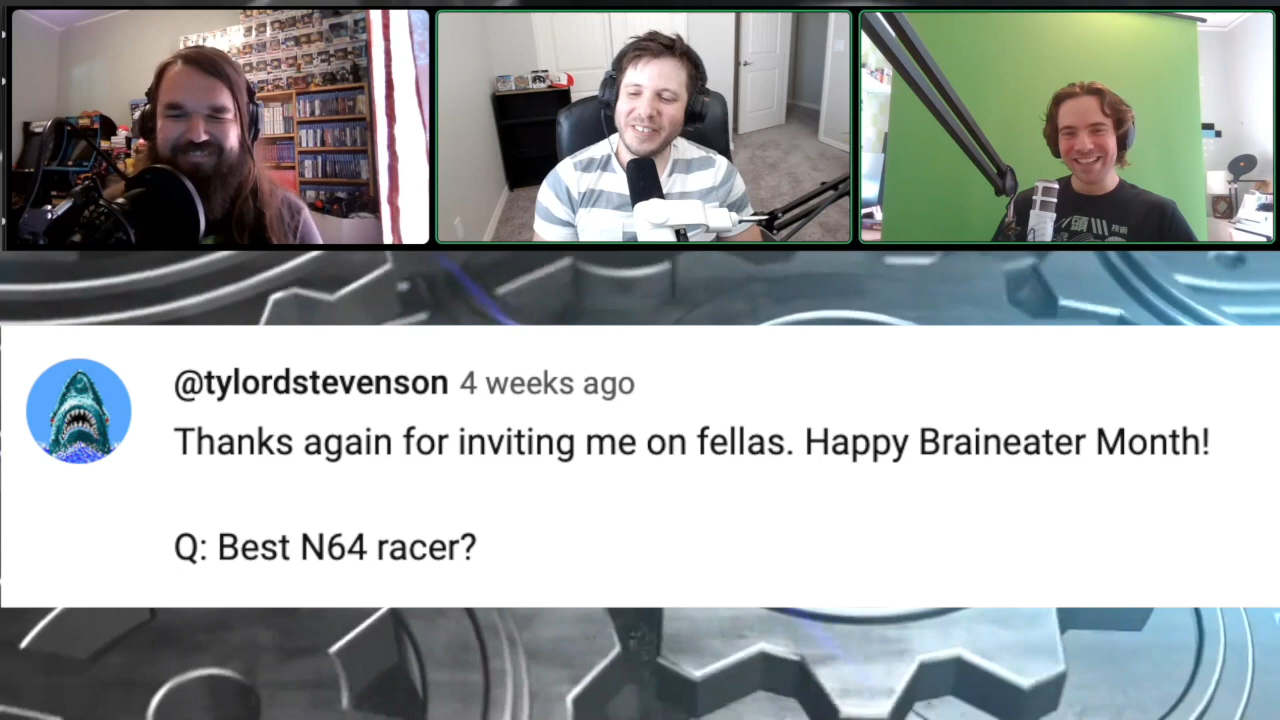 @tylordstevenson 4 weeks ago
Thanks again for inviting me on fellas. Happy Braineater Month!
Q: Best N64 racer?